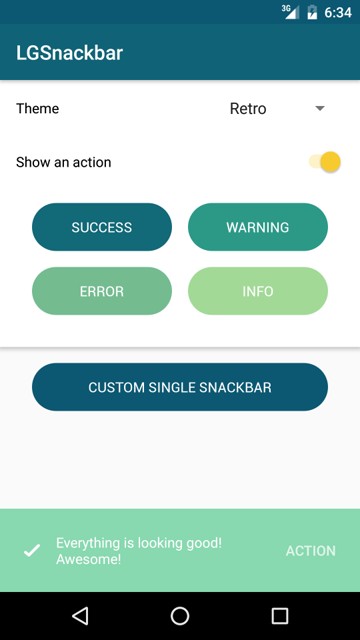 3G 6:34
LGSnackbar
Theme Retro
Show an action
SUCCESS WARNING
ERROR INFO
CUSTOM SINGLE SNACKBAR
Everything is looking good!
Awesome!
ACTION